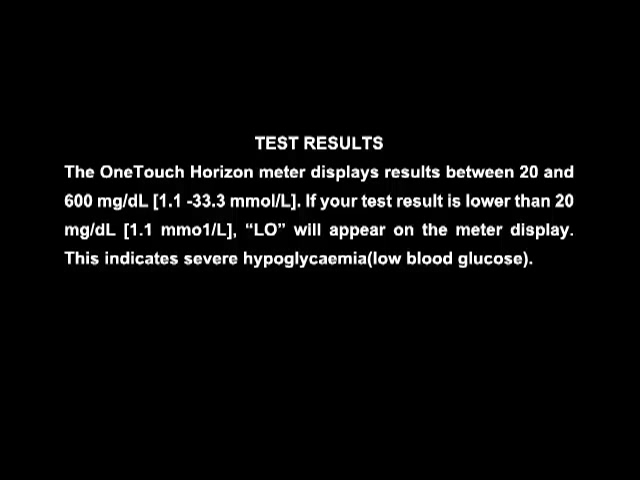 TEST RESULTS
The OneTouch Horizon meter displays results between 20 and
600 mg/dL [1.1 -33.3 mmol/L]. If your test result is lower than 20
mg/dL [1.1 mmo1/L], “LO” will appear on the meter display.
This indicates severe hypoglycaemia(low blood glucose).